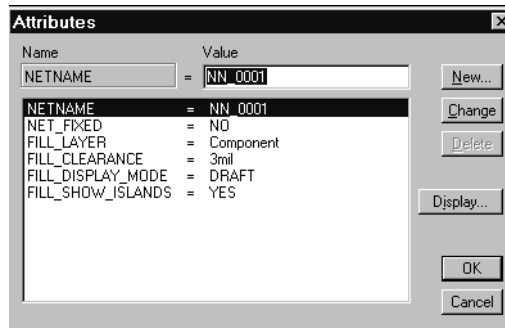 Attributes
Name Value
NETNAME = NN_0001 New...
NETNAME = NN_0001 Change
NET_FIXED = NO
FILL_LAYER = Component Delete
FILL_CLEARANCE = 3mil
FILL_DISPLAY_MODE = DRAFT
FILL_SHOW_ISLANDS = YES Display...
OK
Cancel